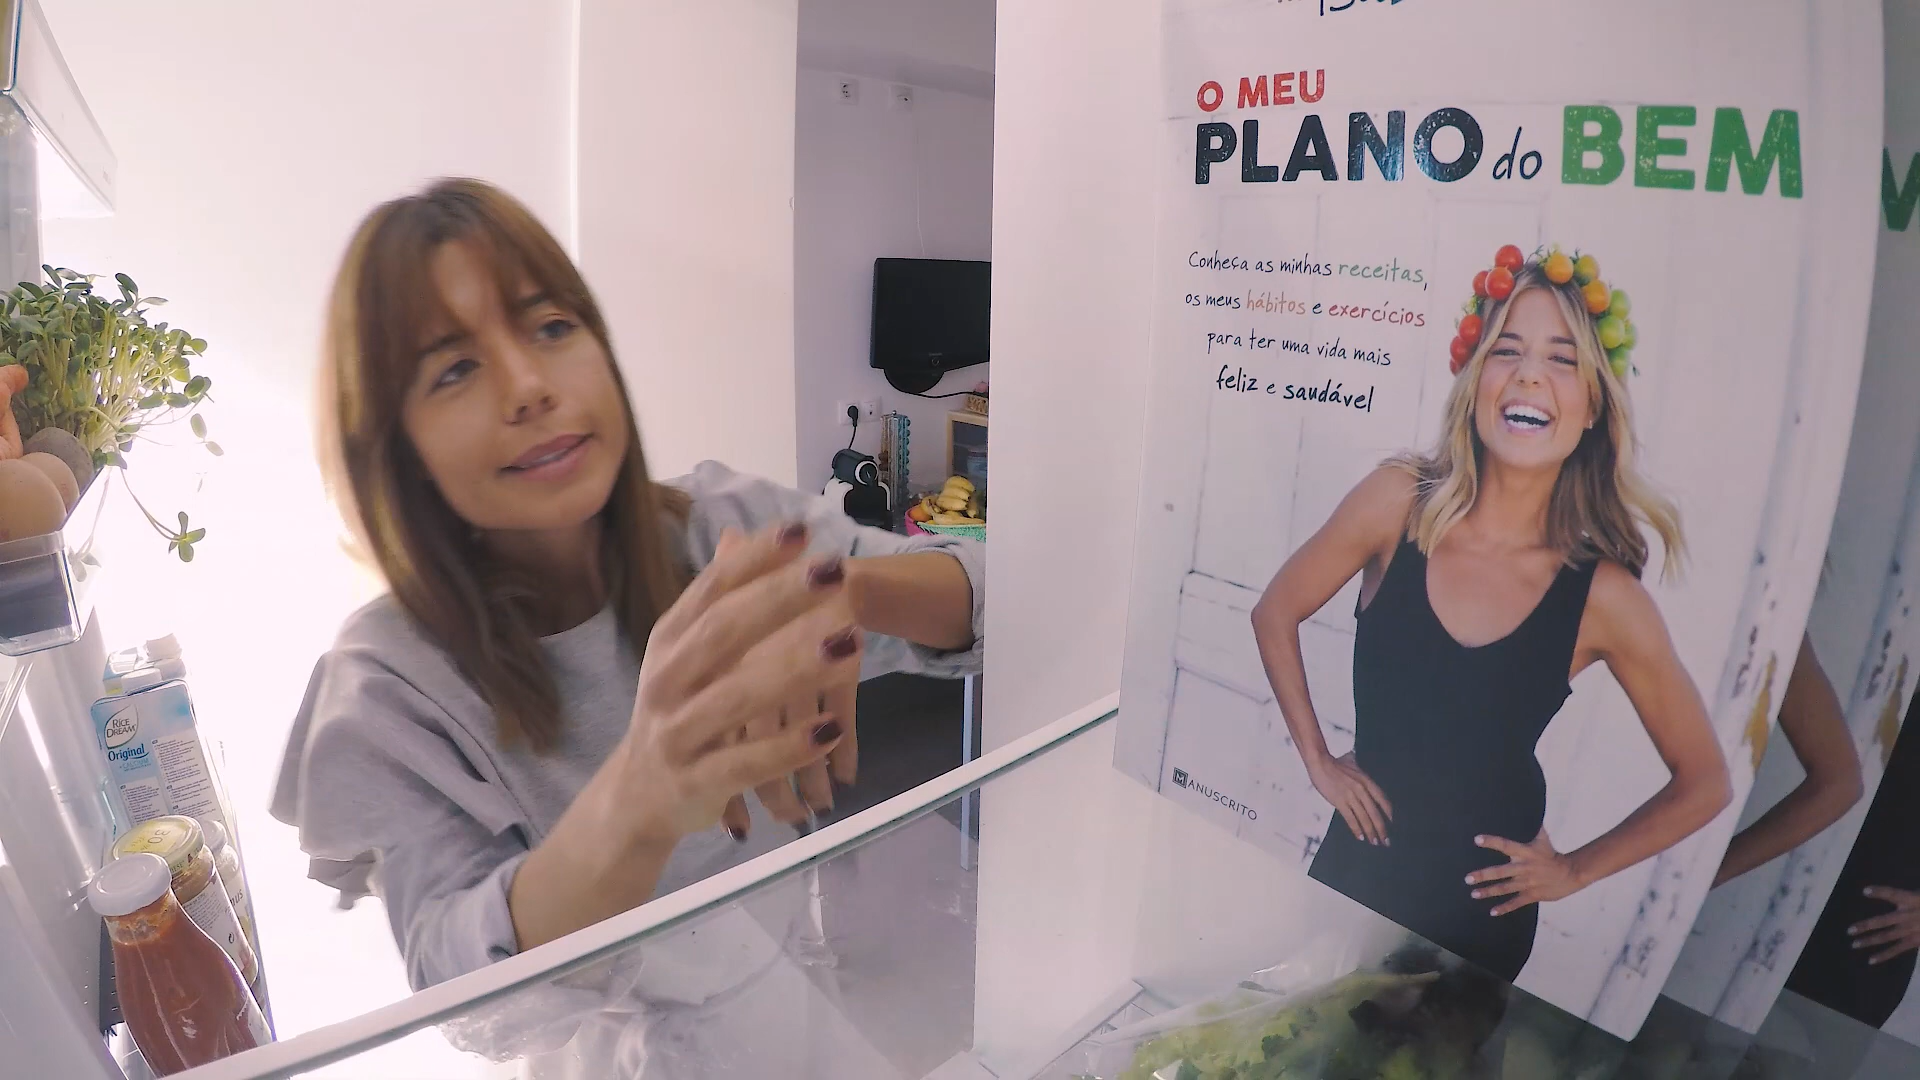 O MEU
PLANO do BEM
Conheça as minhas receitas,
os meus hábitos e exercícios
para ter uma vida mais
feliz e saudável
MANUSCRITO
RICE
DREAM
Original